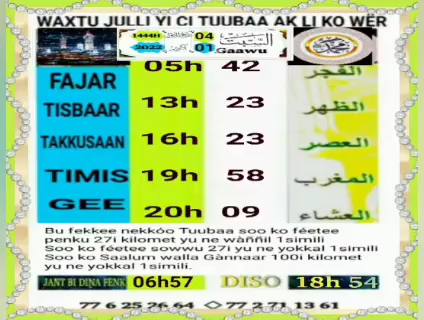 WAXTU JULLI YI CI TUUBAA AK LI KO WËR
1444H 04 السبت
2022 01 Gaawu
FAJAR 05h 42 الفجر
TISBAAR 13h 23 الظهر
TAKKUSAAN 16h 23 العصر
TIMIS 19h 58 المغرب
GEE 20h 09 العشاء
Bu fekkee nekkóo Tuubaa soo ko féetee
penku 27i kilomet yu ne wàññil 1simili
Soo ko féetee sowwu 27i yu ne yokkal 1simili
Soo ko Saalum walla Gànnaar 100i kilomet
yu ne yokkal 1simili.
JANT BI DINA FENK 06h57 DISO 18h 54
77 6 25 26 64 ◇ 77 2 71 13 61